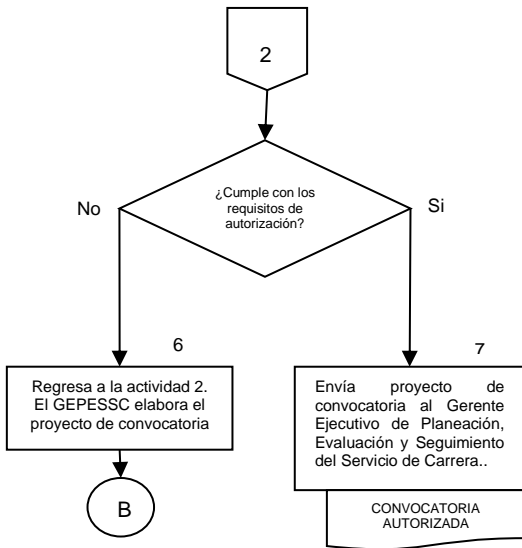 2
¿Cumple con los
requisitos de
autorización?
No
Si
6
Regresa a la actividad 2.
El GEPESSC elabora el
proyecto de convocatoria
B
7
Envía proyecto de
convocatoria al Gerente
Ejecutivo de Planeación,
Evaluación y Seguimiento
del Servicio de Carrera..
CONVOCATORIA
AUTORIZADA